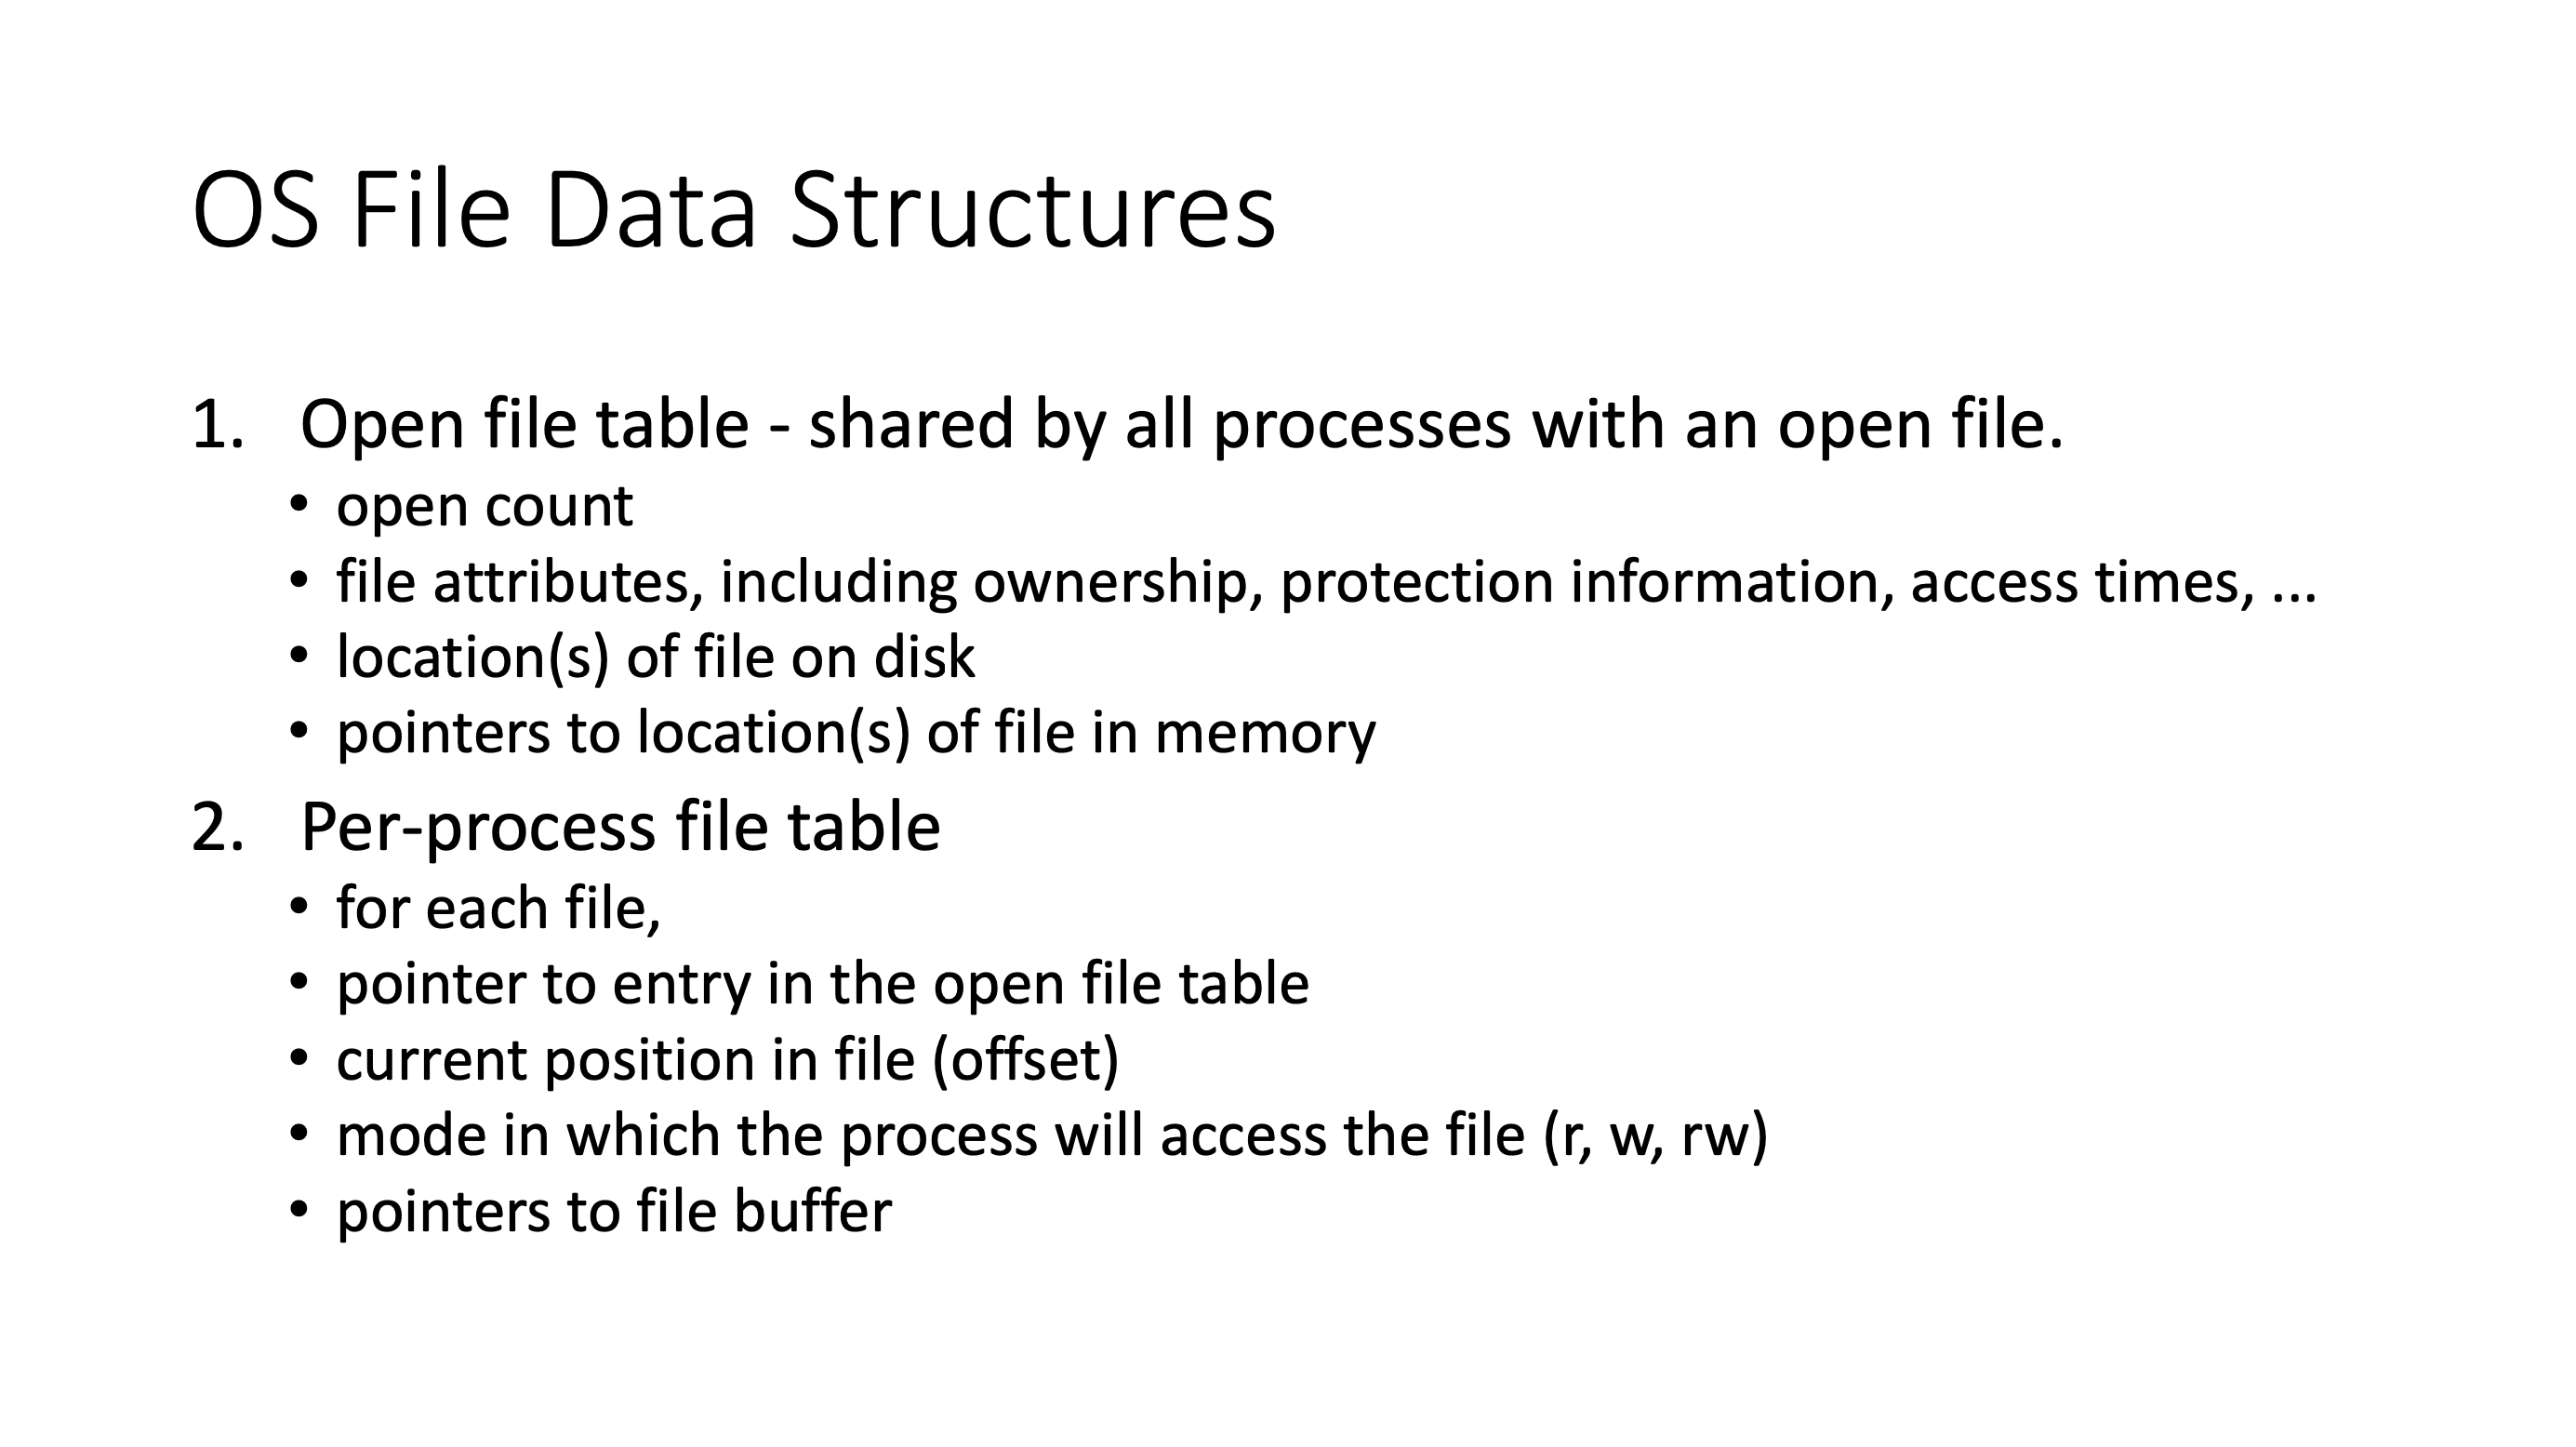 OS File Data Structures
1. Open file table - shared by all processes with an open file.
• open count
• file attributes, including ownership, protection information, access times, ...
• location(s) of file on disk
• pointers to location(s) of file in memory
2. Per-process file table
• for each file,
• pointer to entry in the open file table
• current position in file (offset)
• mode in which the process will access the file (r, w, rw)
• pointers to file buffer